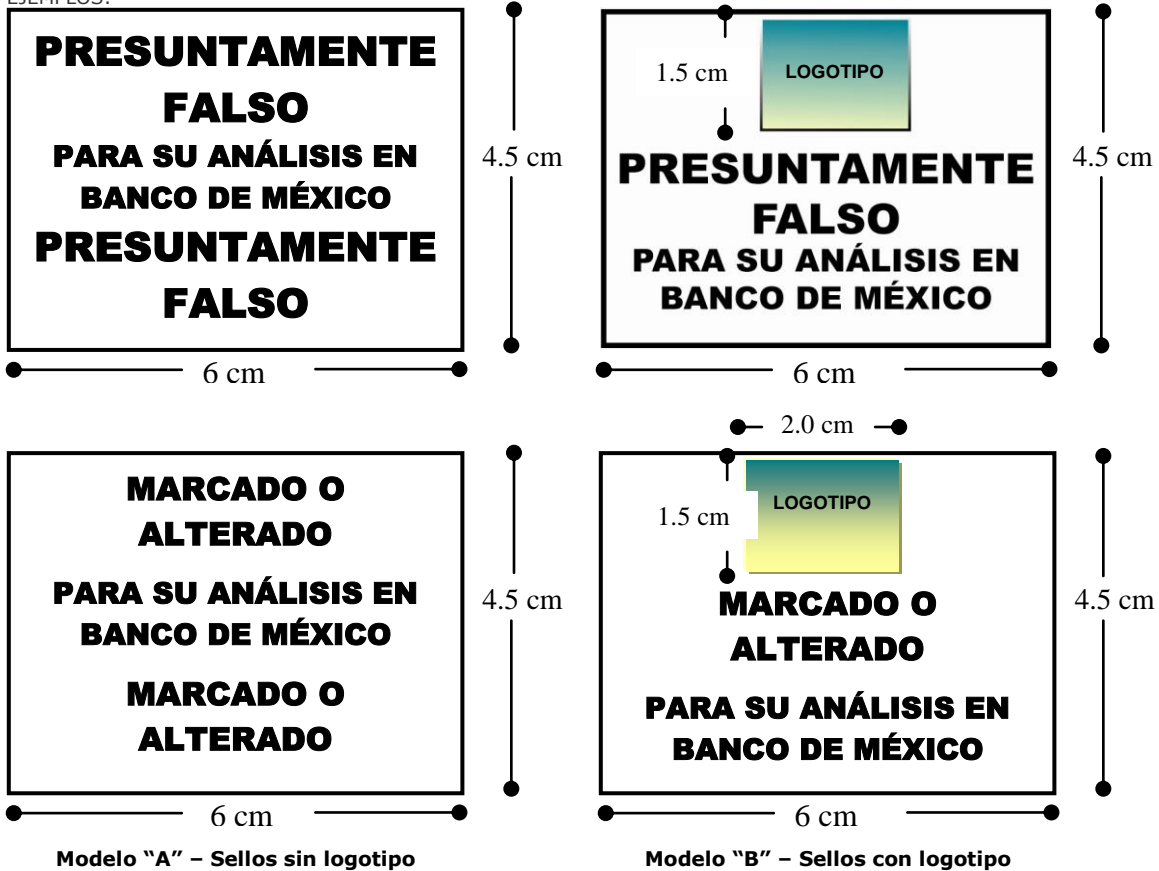 EJEMPLOS:
PRESUNTAMENTE
FALSO
PARA SU ANÁLISIS EN
BANCO DE MÉXICO
PRESUNTAMENTE
FALSO
4.5 cm
6 cm
1.5 cm
LOGOTIPO
PRESUNTAMENTE
FALSO
PARA SU ANÁLISIS EN
BANCO DE MÉXICO
4.5 cm
6 cm
MARCADO O
ALTERADO
PARA SU ANÁLISIS EN
BANCO DE MÉXICO
MARCADO O
ALTERADO
4.5 cm
6 cm
2.0 cm
1.5 cm
LOGOTIPO
MARCADO O
ALTERADO
PARA SU ANÁLISIS EN
BANCO DE MÉXICO
4.5 cm
6 cm
Modelo “A” – Sellos sin logotipo
Modelo “B” – Sellos con logotipo